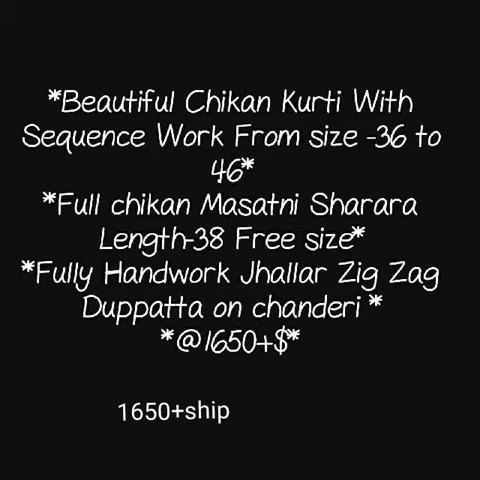 *Beautiful Chikan Kurti With
Sequence Work From size -36 to
46*
*Full chikan Masatni Sharara
Length-38 Free size*
*Fully Handwork Jhallar Zig Zag
Duppatta on chanderi *
*@1650+$*
1650+ship